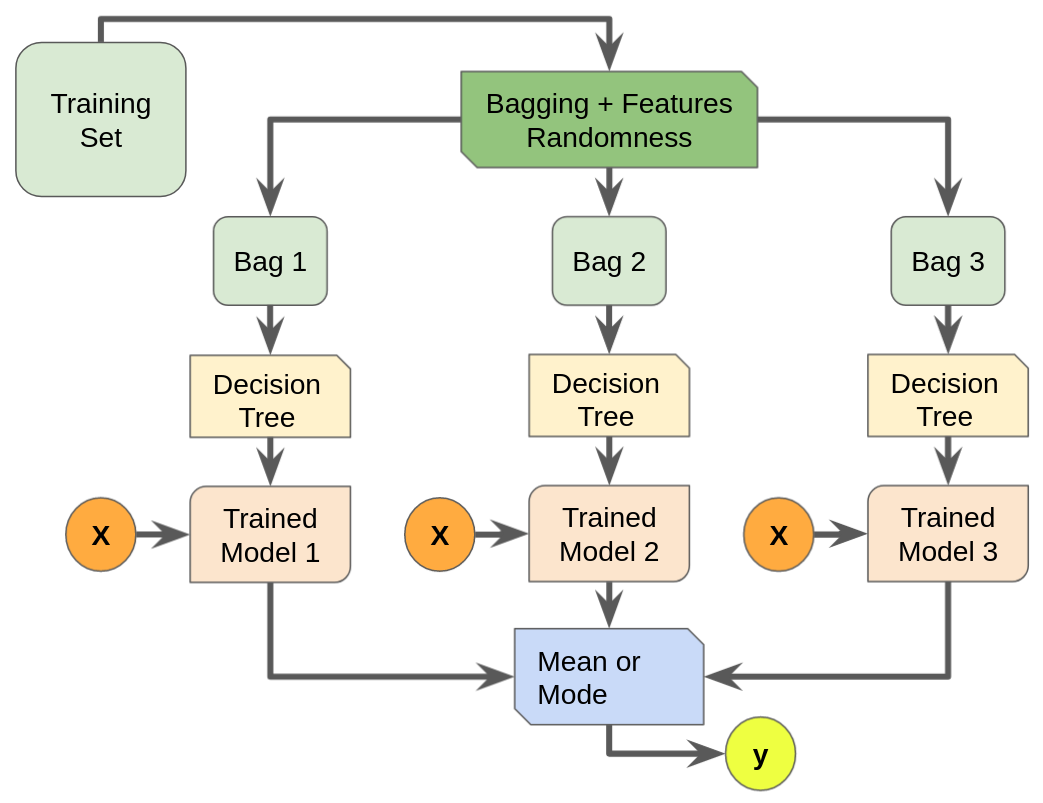 Training
Set
Bagging + Features
Randomness
Bag 1
Bag 2
Bag 3
Decision
Tree
Decision
Tree
Decision
Tree
X
Trained
Model 1
X
Trained
Model 2
X
Trained
Model 3
Mean or
Mode
y